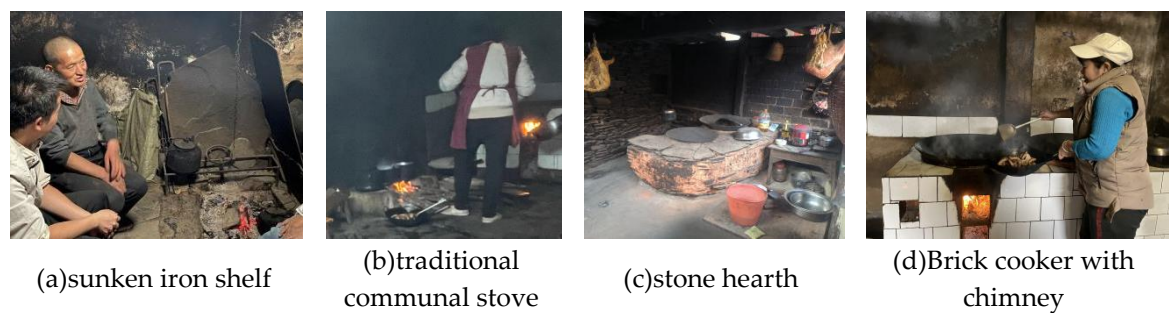 (a)sunken iron shelf
(b)traditional
communal stove
(c)stone hearth
(d)Brick cooker with
chimney